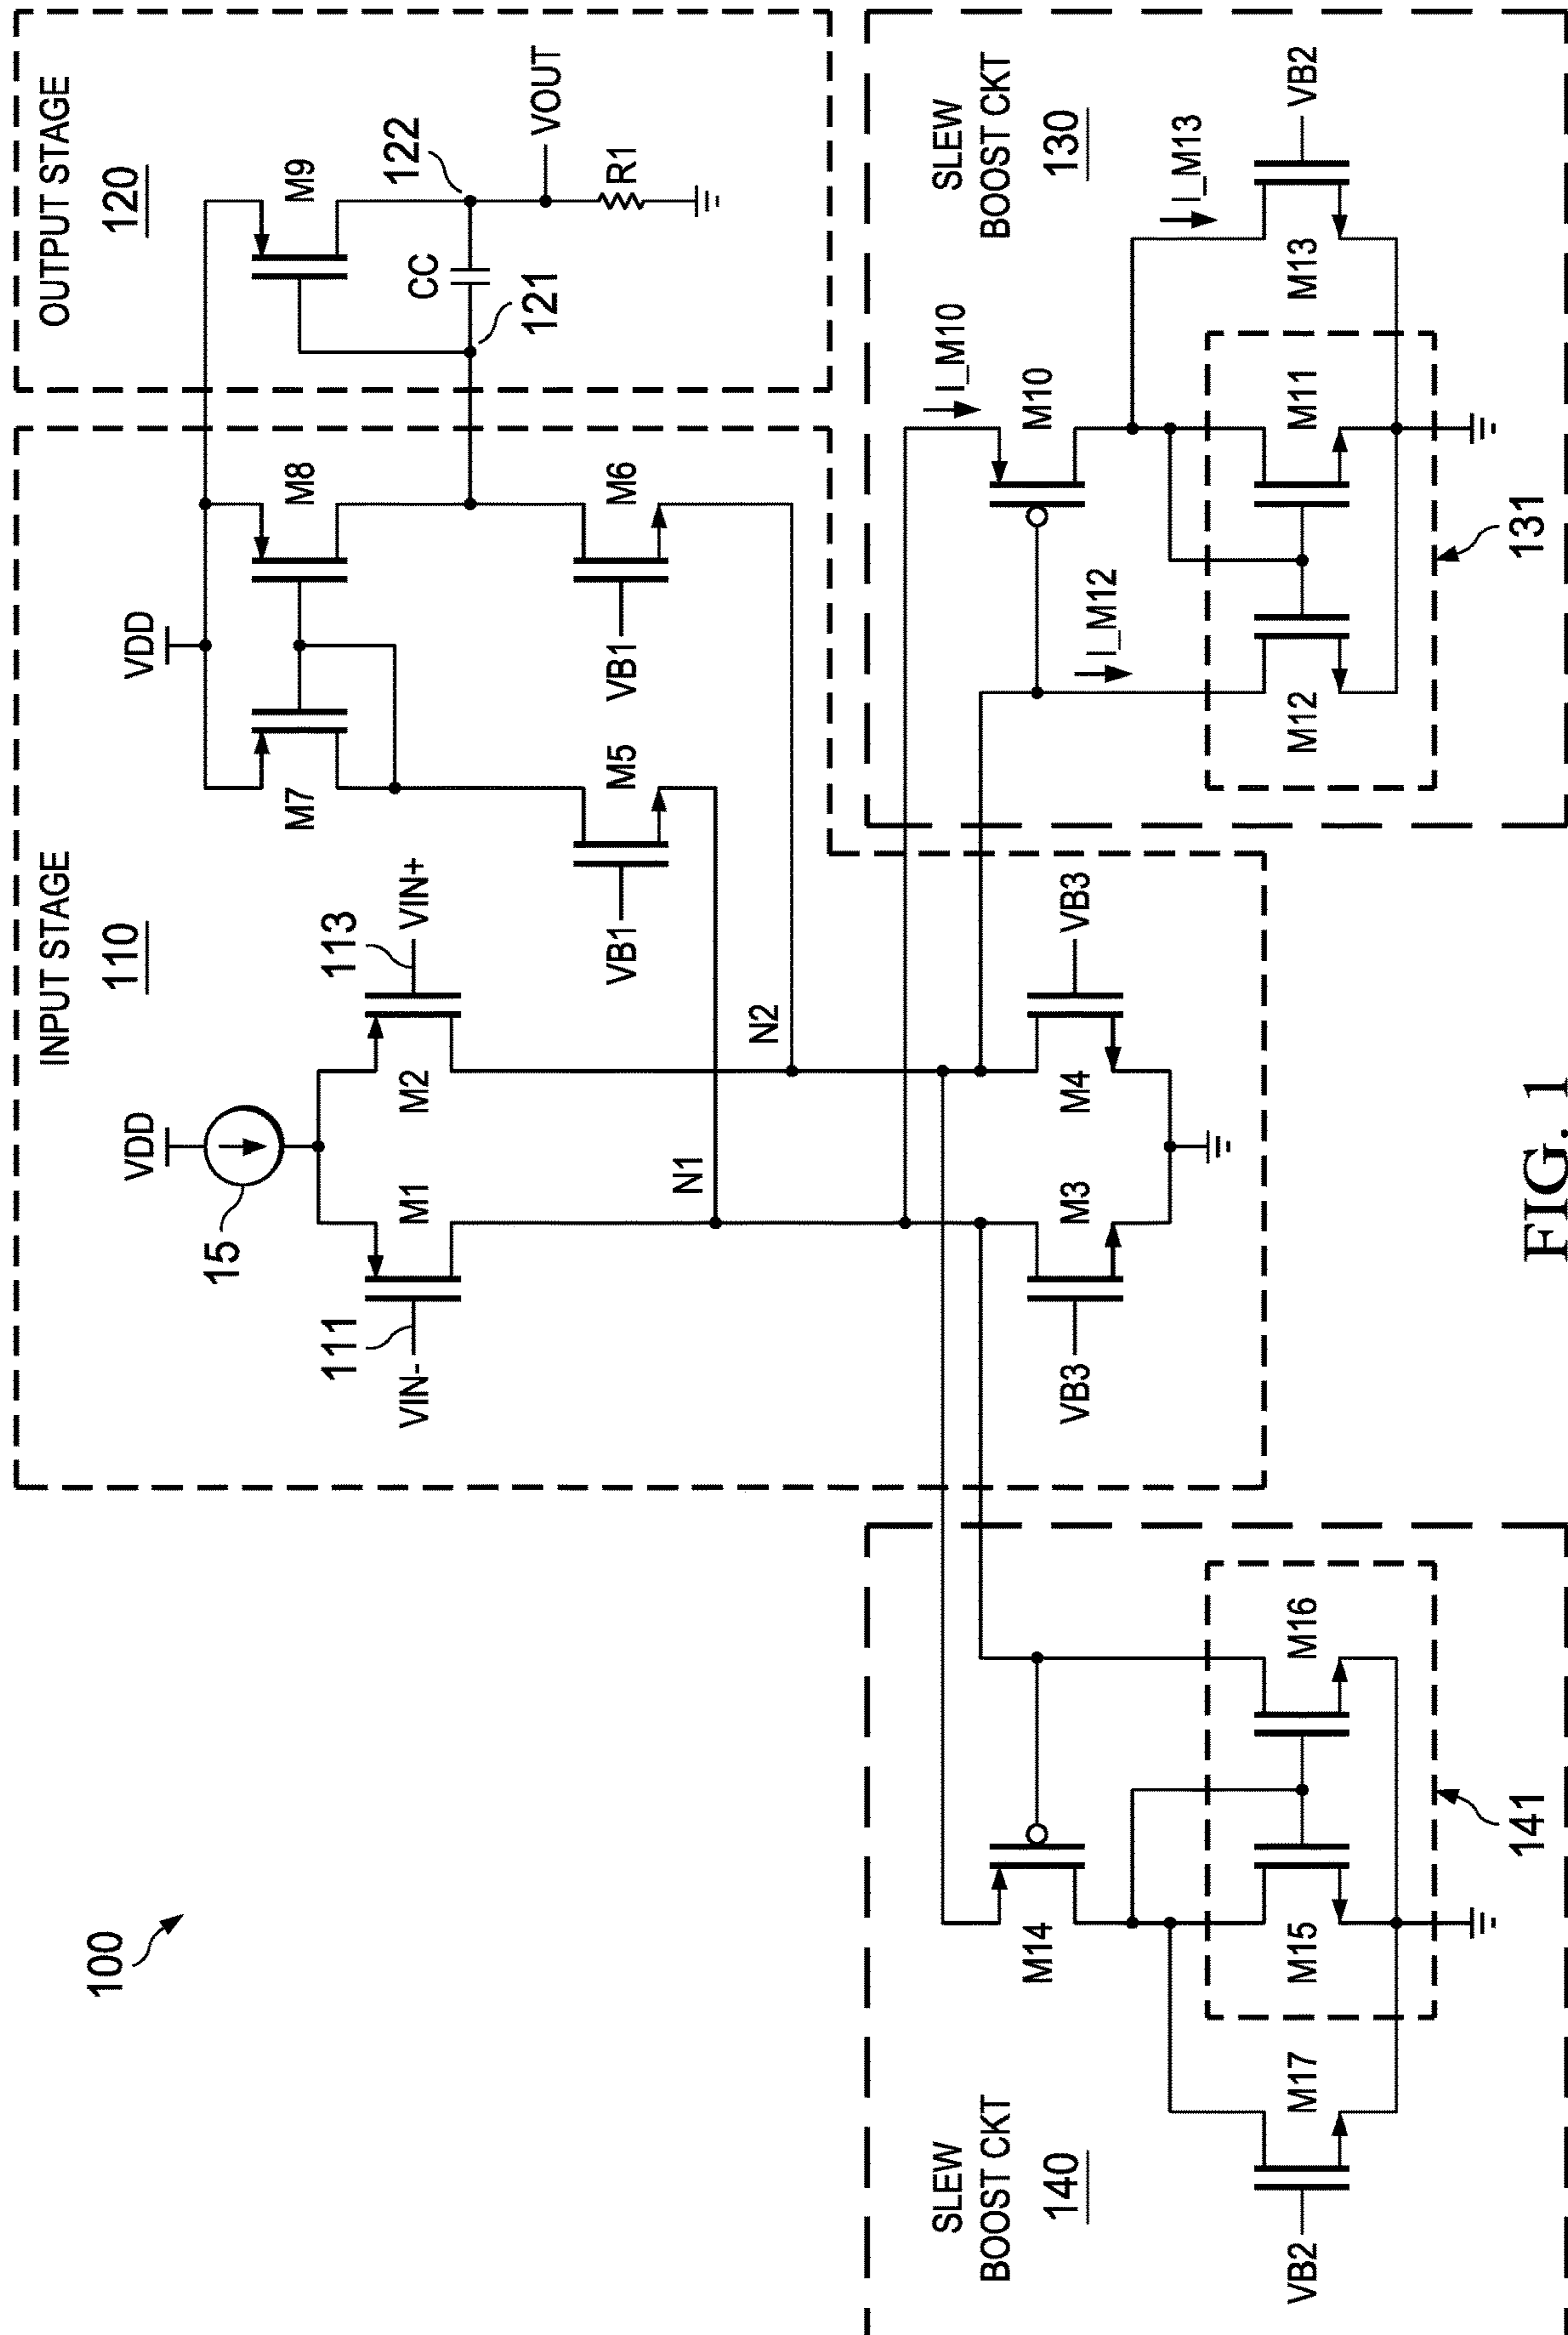 100
INPUT STAGE
110
VDD
15
VIN-
111
M1
M2
113
VIN+
VDD
M7
M8
VB1
M5
VB1
M6
N1
N2
VB3
M3
M4
VB3
OUTPUT STAGE
120
M9
CC
121
122
VOUT
R1
SLEW
BOOST CKT
140
M14
VB2
M17
M15
M16
141
SLEW
BOOST CKT
130
I_M10
M10
I_M12
I_M13
M12
M11
M13
VB2
131
FIG. 1